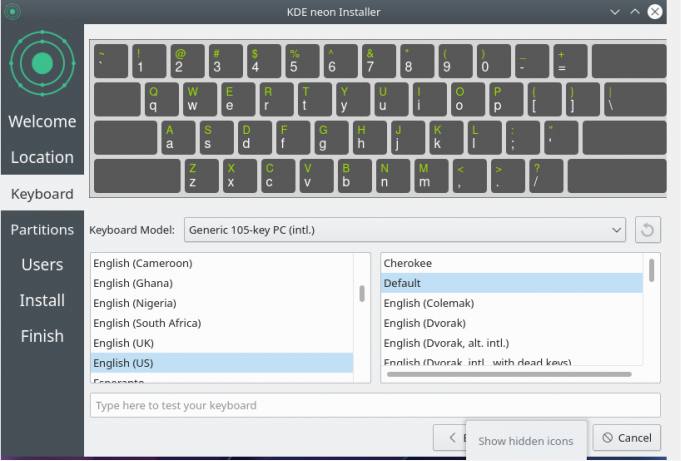 KDE neon Installer
Welcome
Location
Keyboard
Partitions
Users
Install
Finish
~ ! @ # $ % ^ & * ( ) _ +
` 1 2 3 4 5 6 7 8 9 0 - =
Q W E R T Y U I O P { } |
q w e r t y u i o p [ ] \
A S D F G H J K L : "
a s d f g h j k l ; '
Z X C V B N M < > ?
z x c v b n m , . /
Keyboard Model: Generic 105-key PC (intl.)
English (Cameroon)
English (Ghana)
English (Nigeria)
English (South Africa)
English (UK)
English (US)
Esperanto
Cherokee
Default
English (Colemak)
English (Dvorak)
English (Dvorak, alt. intl.)
English (Dvorak, intl., with dead keys)
Type here to test your keyboard
Show hidden icons
Cancel